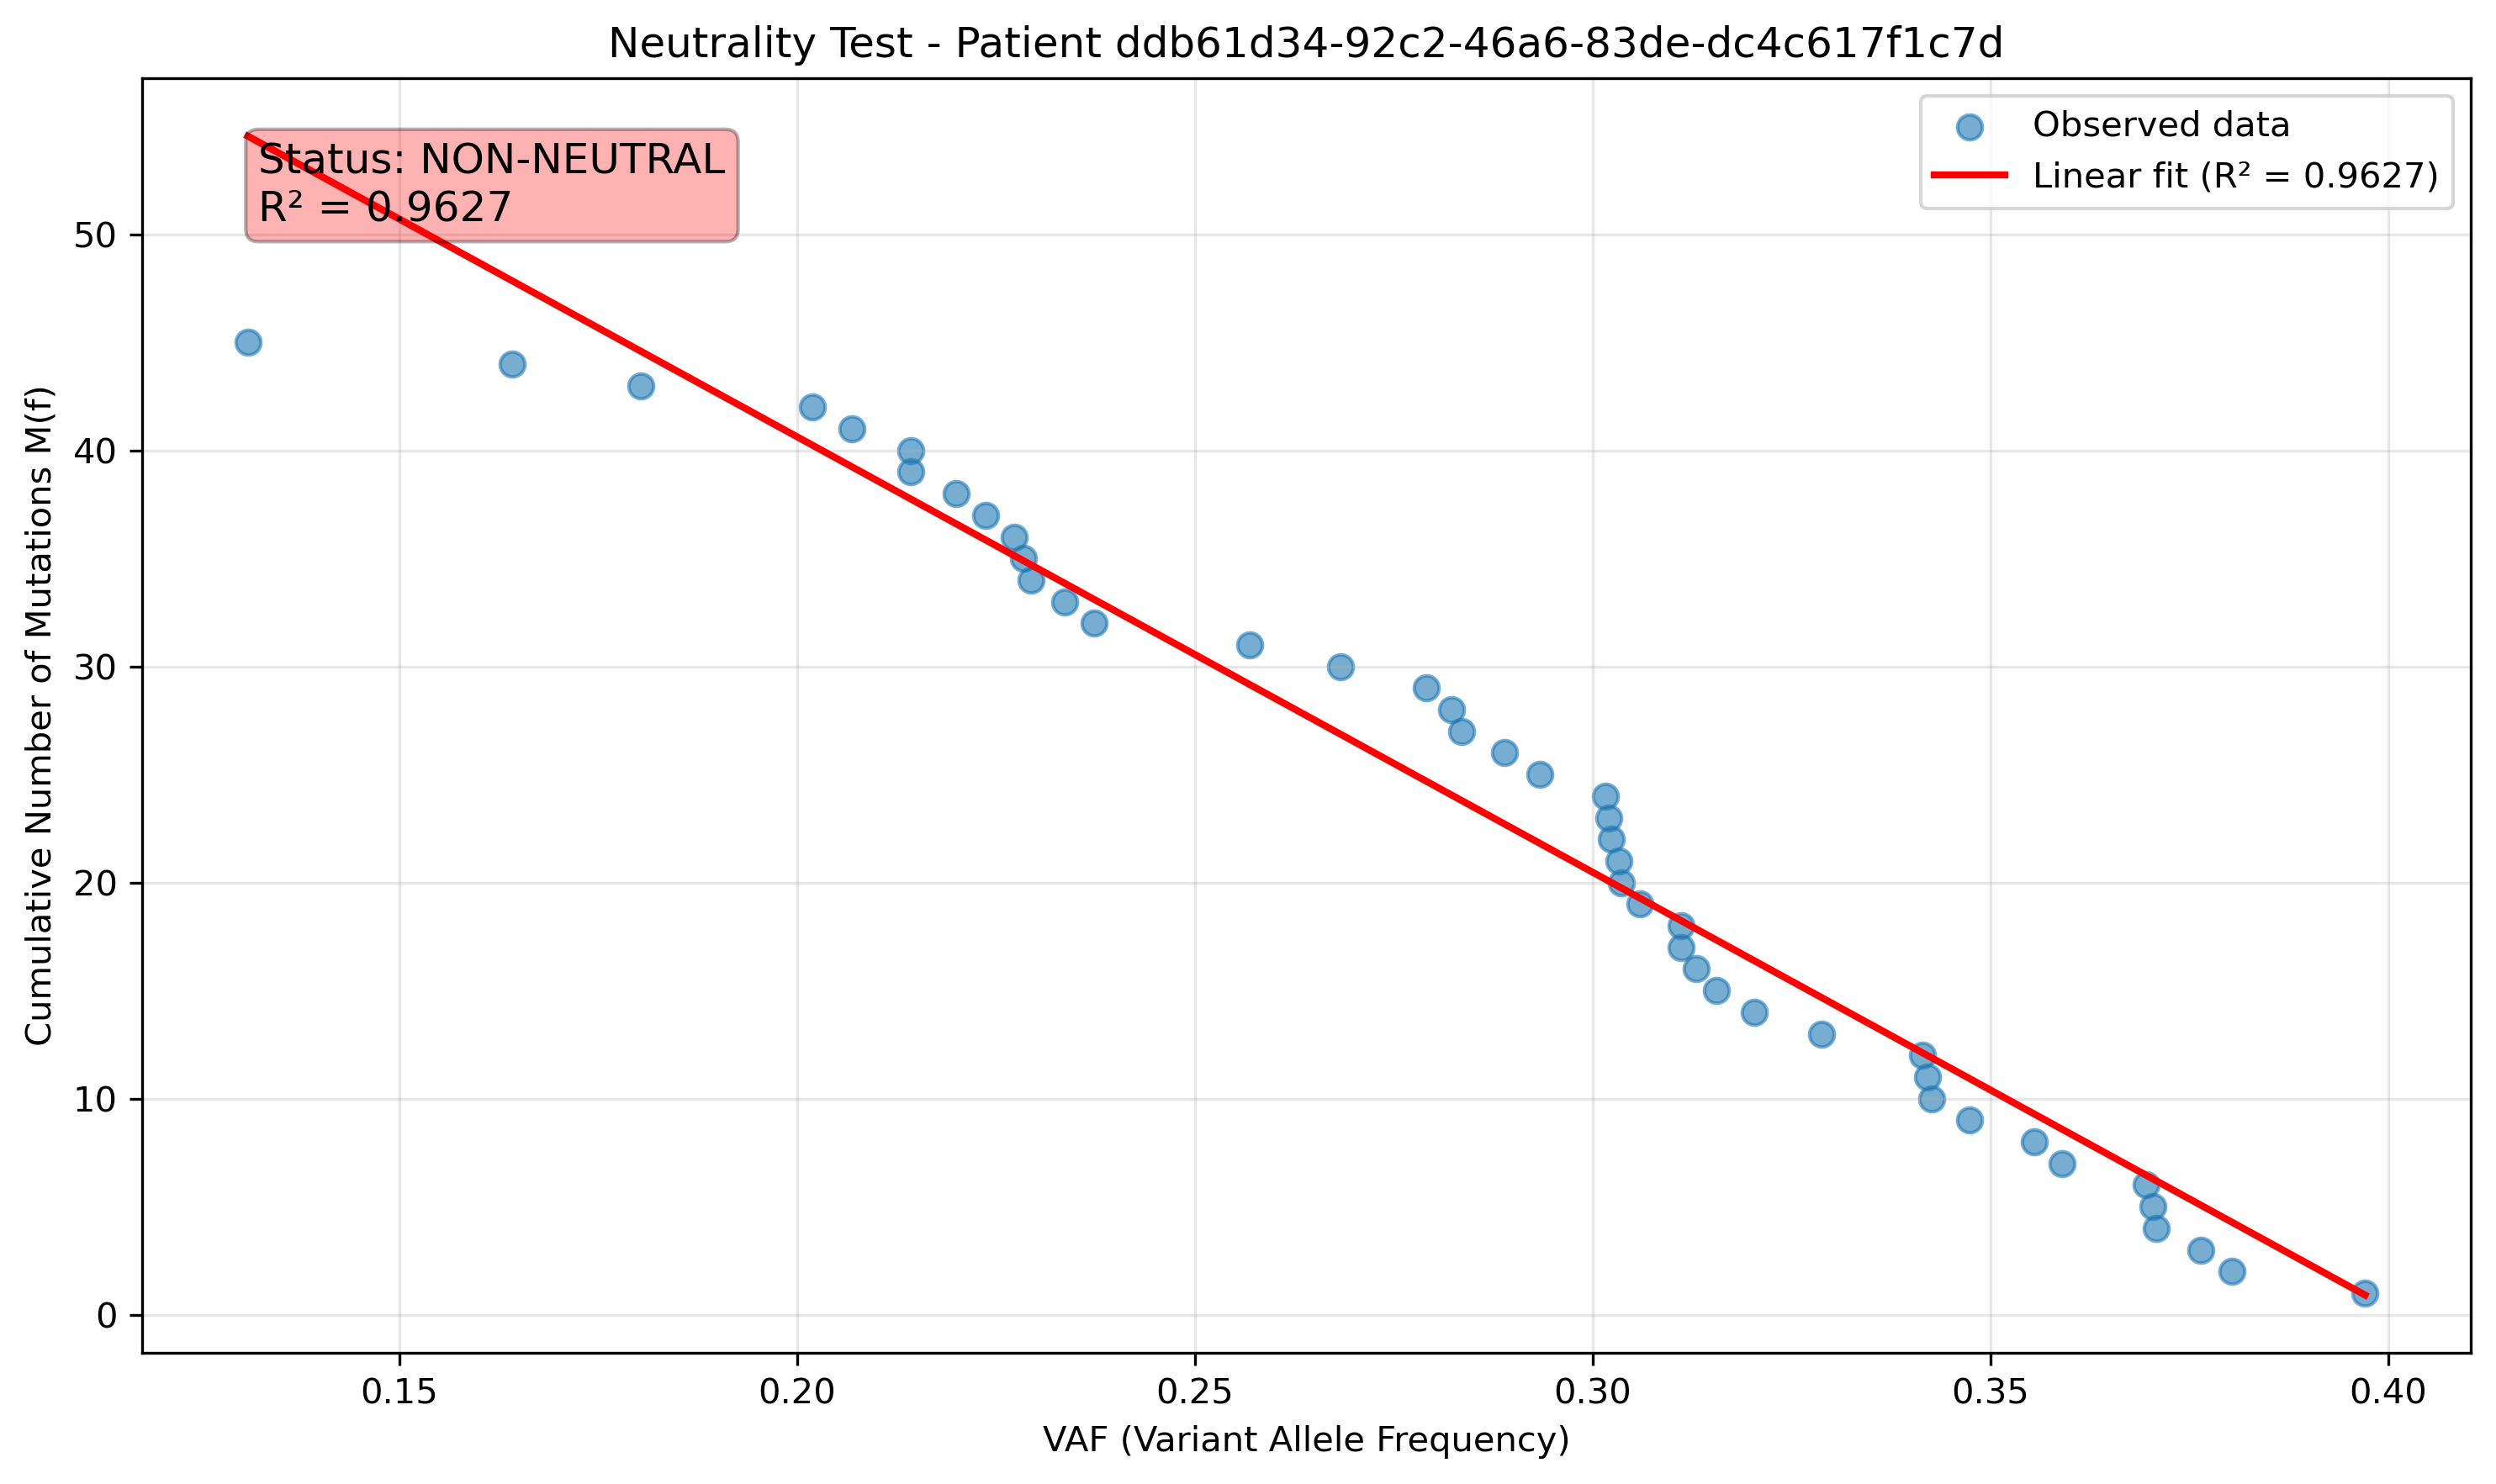 Neutrality Test - Patient ddb61d34-92c2-46a6-83de-dc4c617f1c7d
Status: NON-NEUTRAL
R² = 0.9627
Observed data
Linear fit (R² = 0.9627)
Cumulative Number of Mutations M(f)
50
40
30
20
10
0
0.15 0.20 0.25 0.30 0.35 0.40
VAF (Variant Allele Frequency)